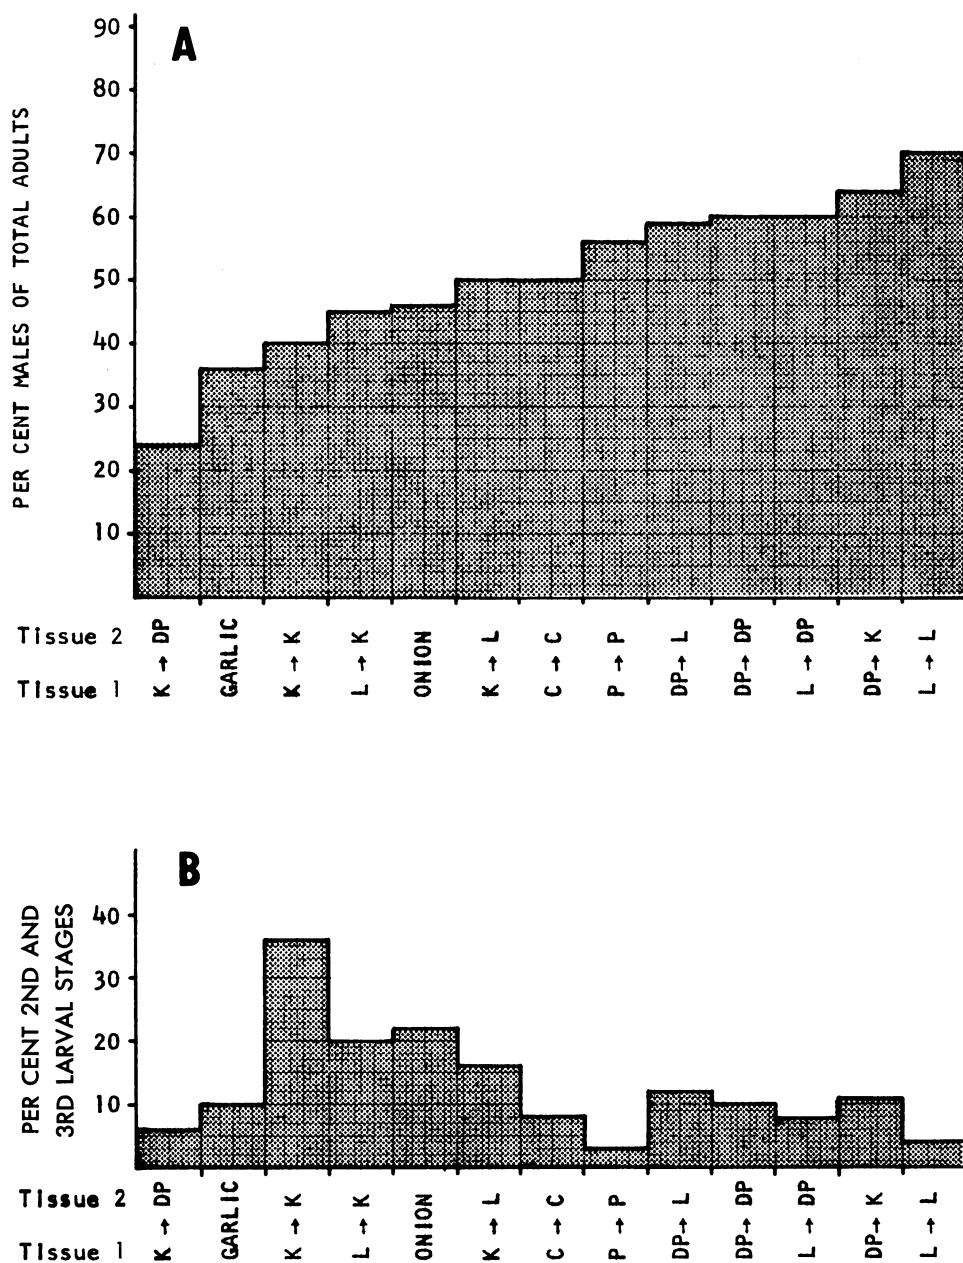 A
PER CENT MALES OF TOTAL ADULTS
90
80
70
60
50
40
30
20
10
Tissue 2
Tissue 1
K → DP
GARLIC
K → K
L → K
ONION
K → L
C → C
P → P
DP → L
DP → DP
L → DP
DP → K
L → L
B
PER CENT 2ND AND
3RD LARVAL STAGES
40
30
20
10
Tissue 2
Tissue 1
K → DP
GARLIC
K → K
L → K
ONION
K → L
C → C
P → P
DP → L
DP → DP
L → DP
DP → K
L → L